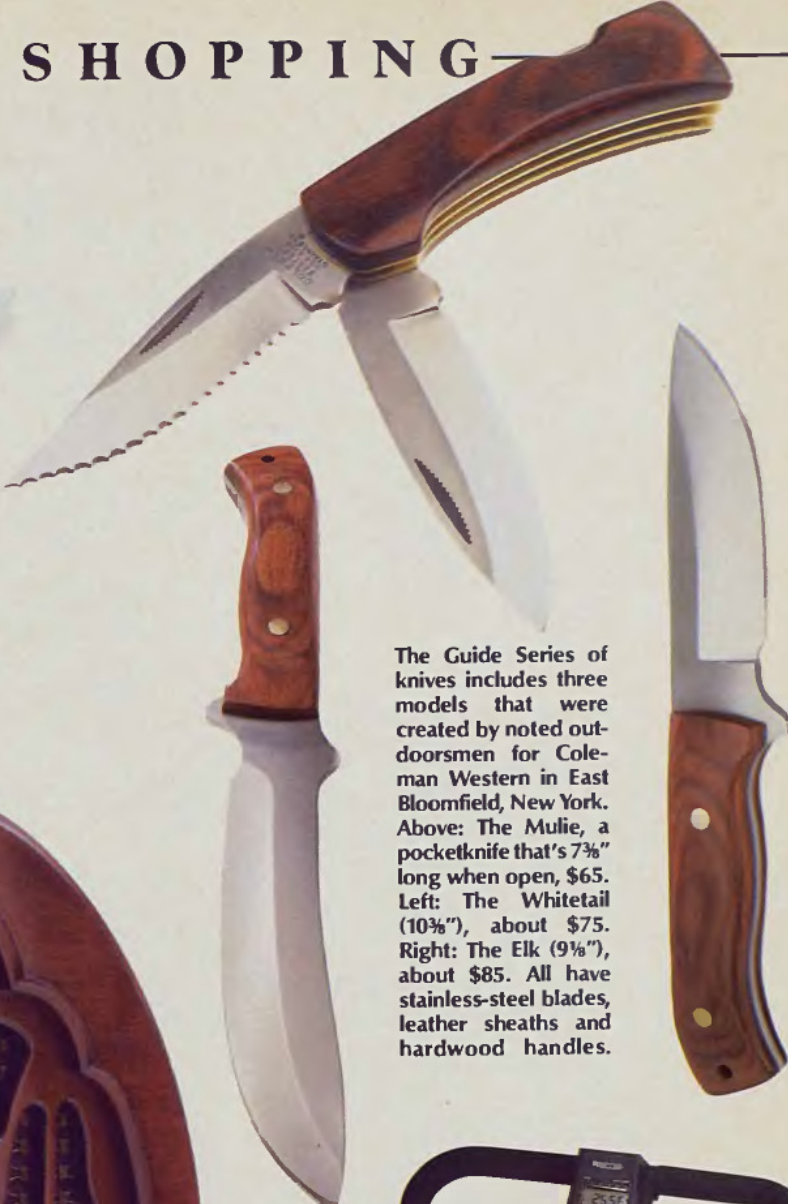 SHOPPING
The Guide Series of
knives includes three
models that were
created by noted out-
doorsmen for Cole-
man Western in East
Bloomfield, New York.
Above: The Mulie, a
pocketknife that's 7⅜"
long when open, $65.
Left: The Whitetail
(10⅜"), about $75.
Right: The Elk (9⅛"),
about $85. All have
stainless-steel blades,
leather sheaths and
hardwood handles.